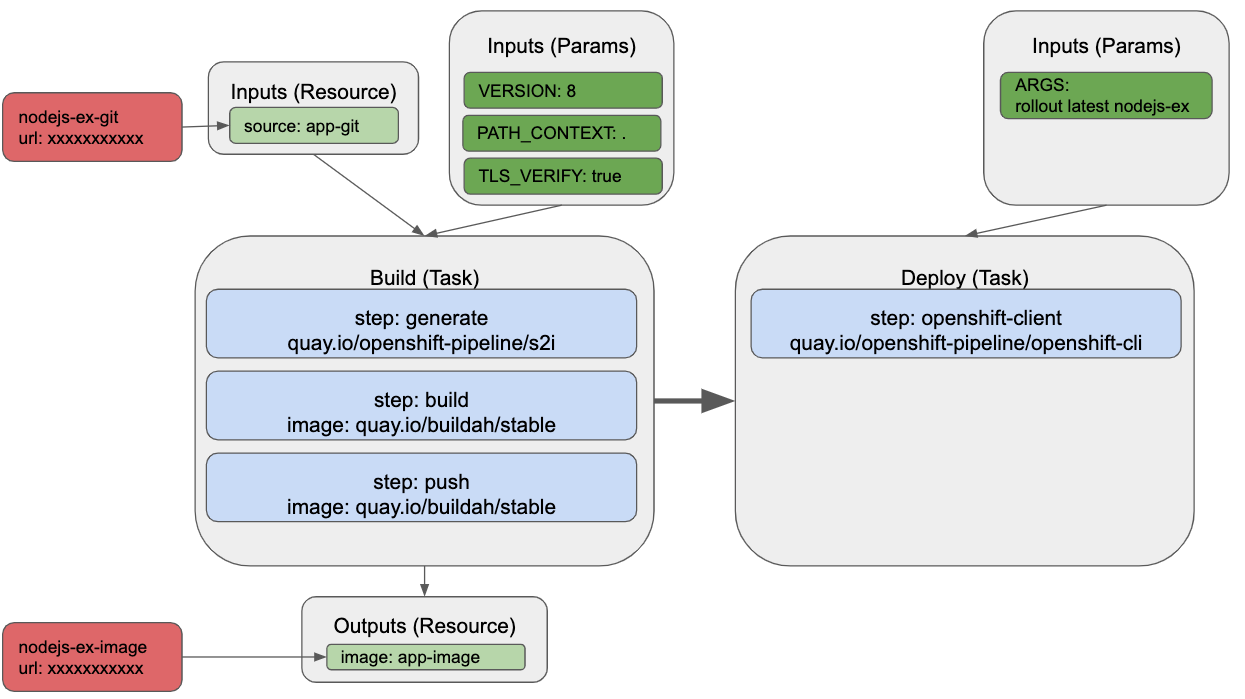 Inputs (Params)
VERSION: 8
PATH_CONTEXT: .
TLS_VERIFY: true
Inputs (Params)
ARGS:
rollout latest nodejs-ex
Inputs (Resource)
source: app-git
nodejs-ex-git
url: xxxxxxxxxxx
Build (Task)
step: generate
quay.io/openshift-pipeline/s2i
step: build
image: quay.io/buildah/stable
step: push
image: quay.io/buildah/stable
Deploy (Task)
step: openshift-client
quay.io/openshift-pipeline/openshift-cli
Outputs (Resource)
image: app-image
nodejs-ex-image
url: xxxxxxxxxxx